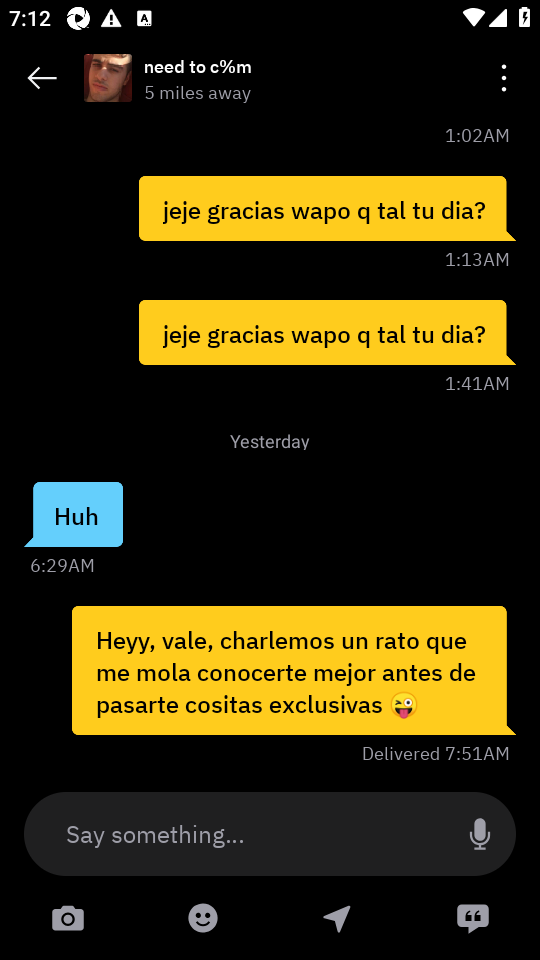 7:12
need to c%m
5 miles away
1:02AM
jeje gracias wapo q tal tu dia?
1:13AM
jeje gracias wapo q tal tu dia?
1:41AM
Yesterday
Huh
6:29AM
Heyy, vale, charlemos un rato que
me mola conocerte mejor antes de
pasarte cositas exclusivas 😜
Delivered 7:51AM
Say something...